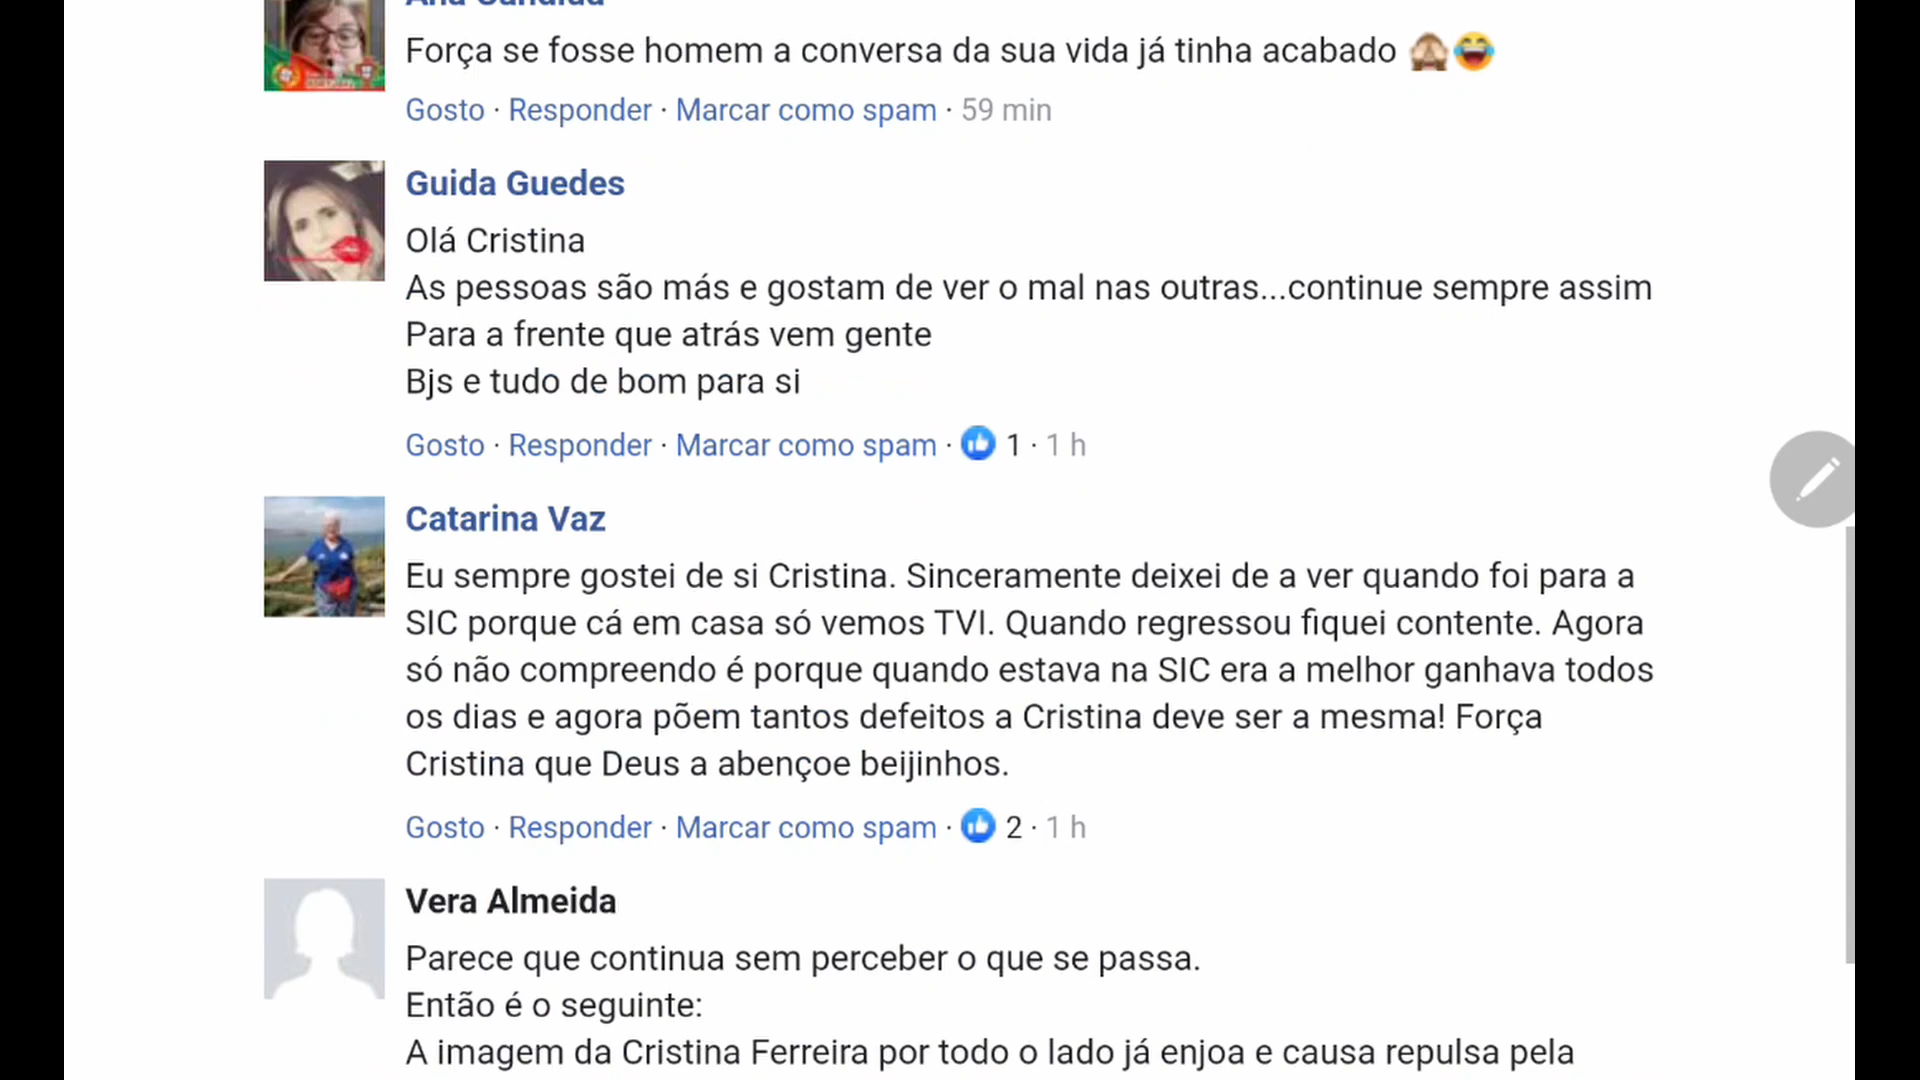 Ana Cândida
Força se fosse homem a conversa da sua vida já tinha acabado 🙈😂
Gosto · Responder · Marcar como spam · 59 min
Guida Guedes
Olá Cristina
As pessoas são más e gostam de ver o mal nas outras...continue sempre assim
Para a frente que atrás vem gente
Bjs e tudo de bom para si
Gosto · Responder · Marcar como spam · 1 · 1 h
Catarina Vaz
Eu sempre gostei de si Cristina. Sinceramente deixei de a ver quando foi para a
SIC porque cá em casa só vemos TVI. Quando regressou fiquei contente. Agora
só não compreendo é porque quando estava na SIC era a melhor ganhava todos
os dias e agora põem tantos defeitos a Cristina deve ser a mesma! Força
Cristina que Deus a abençoe beijinhos.
Gosto · Responder · Marcar como spam · 2 · 1 h
Vera Almeida
Parece que continua sem perceber o que se passa.
Então é o seguinte:
A imagem da Cristina Ferreira por todo o lado já enjoa e causa repulsa pela